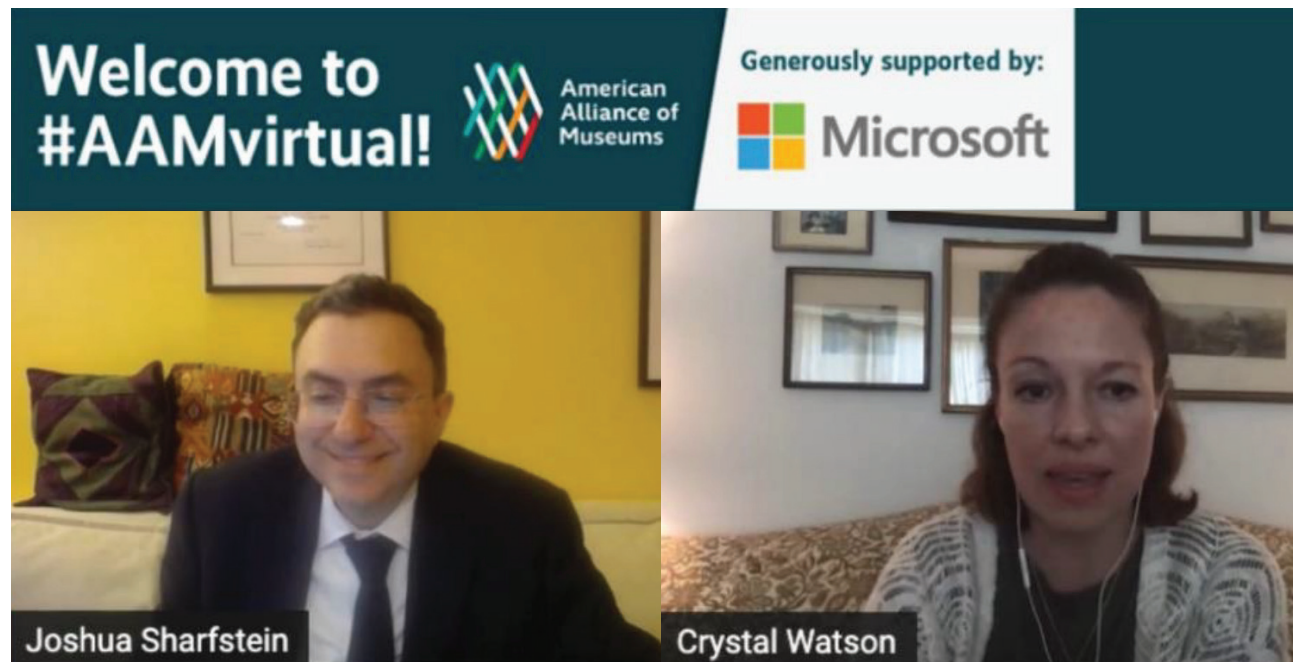 Welcome to
#AAMvirtual!
American
Alliance of
Museums
Generously supported by:
Microsoft
Joshua Sharfstein
Crystal Watson